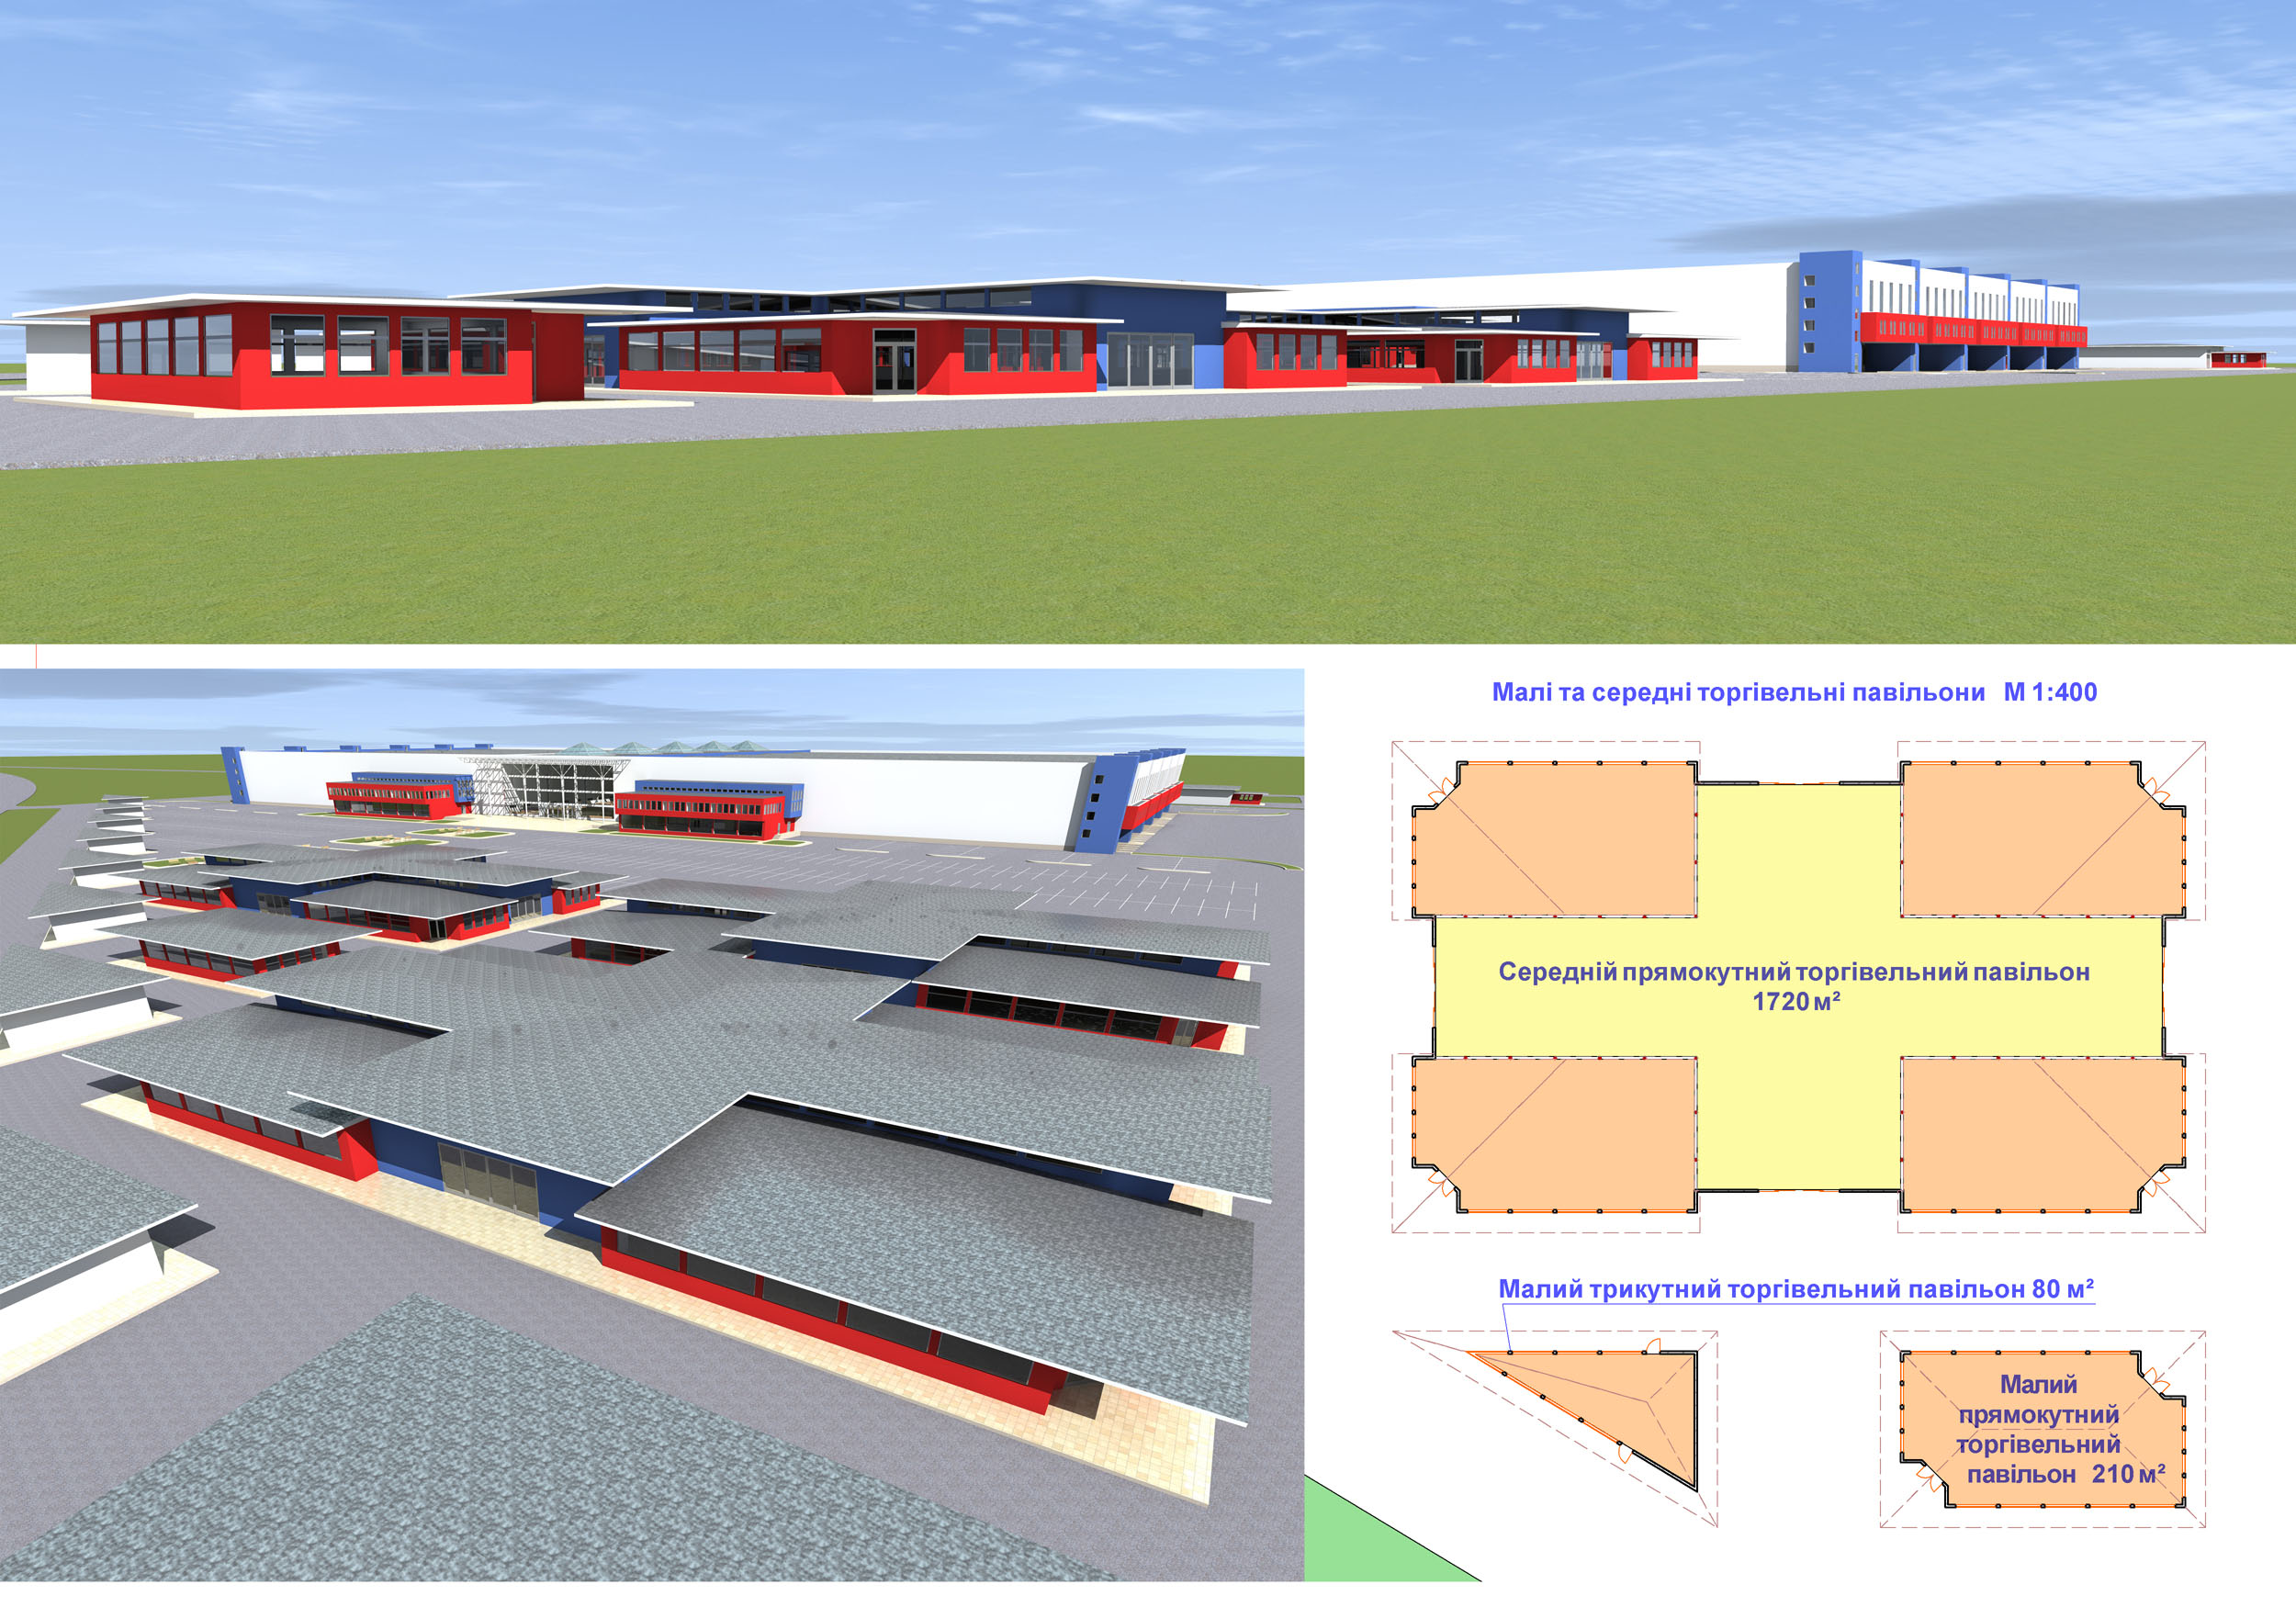 Малі та середні торгівельні павільони М 1:400
Середній прямокутний торгівельний павільон
1720 м²
Малий трикутний торгівельний павільон 80 м²
Малий
прямокутний
торгівельний
павільон 210 м²